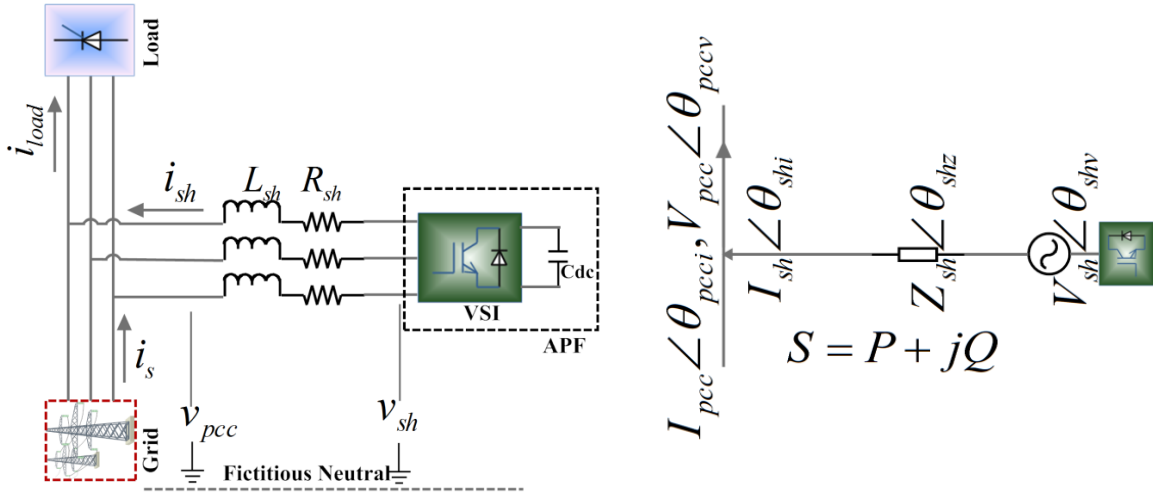 Load
i_load
i_sh
L_sh
R_sh
Cdc
VSI
APF
i_s
v_pcc
v_sh
Grid
Fictitious Neutral
I_pcc∠θ_pcci, V_pcc∠θ_pccv
I_sh∠θ_shi
Z_sh∠θ_shz
V_sh∠θ_shv
S = P + jQ